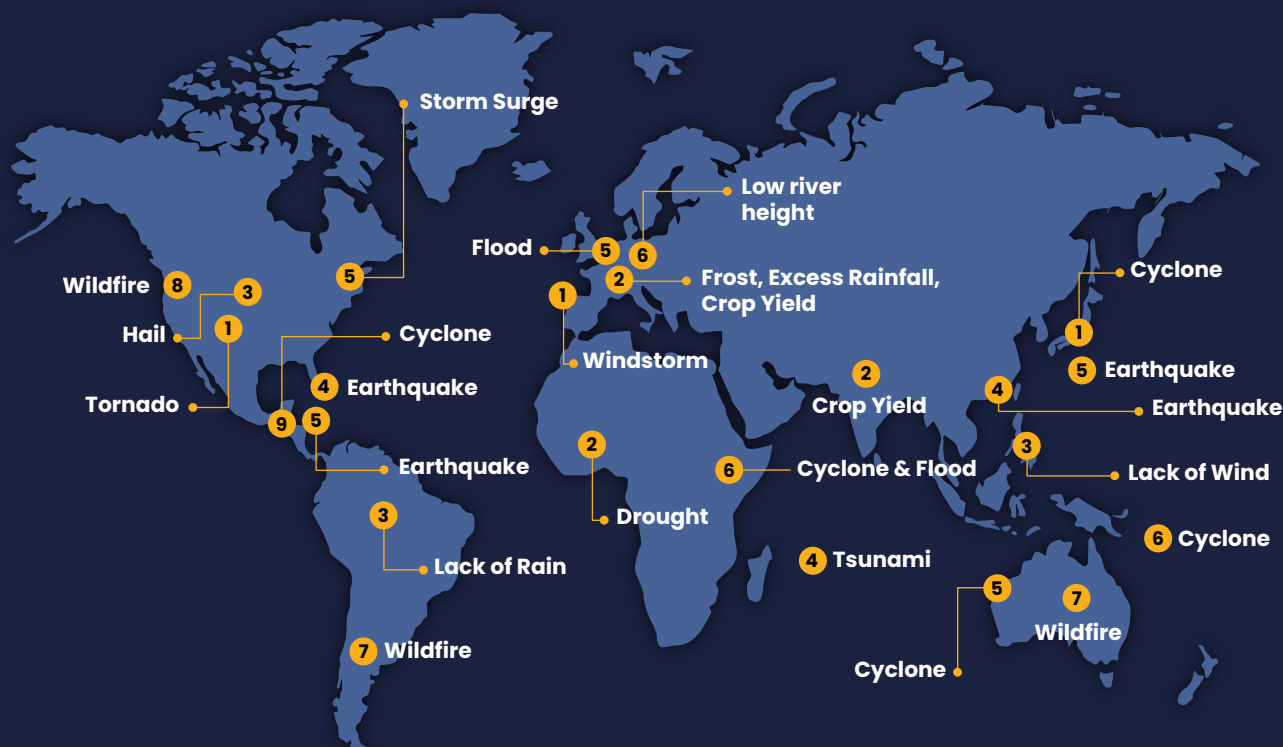 Storm Surge
Low river
height
5
Flood
5
6
Cyclone
5
Wildfire
8
3
2
Frost, Excess Rainfall,
Crop Yield
1
Hail
1
Cyclone
1
Windstorm
5
Earthquake
2
Crop Yield
4
Earthquake
4
Earthquake
Tornado
9
5
Earthquake
2
Drought
6
Cyclone & Flood
3
Lack of Wind
3
Lack of Rain
4
Tsunami
6
Cyclone
5
7
Wildfire
Cyclone
7
Wildfire